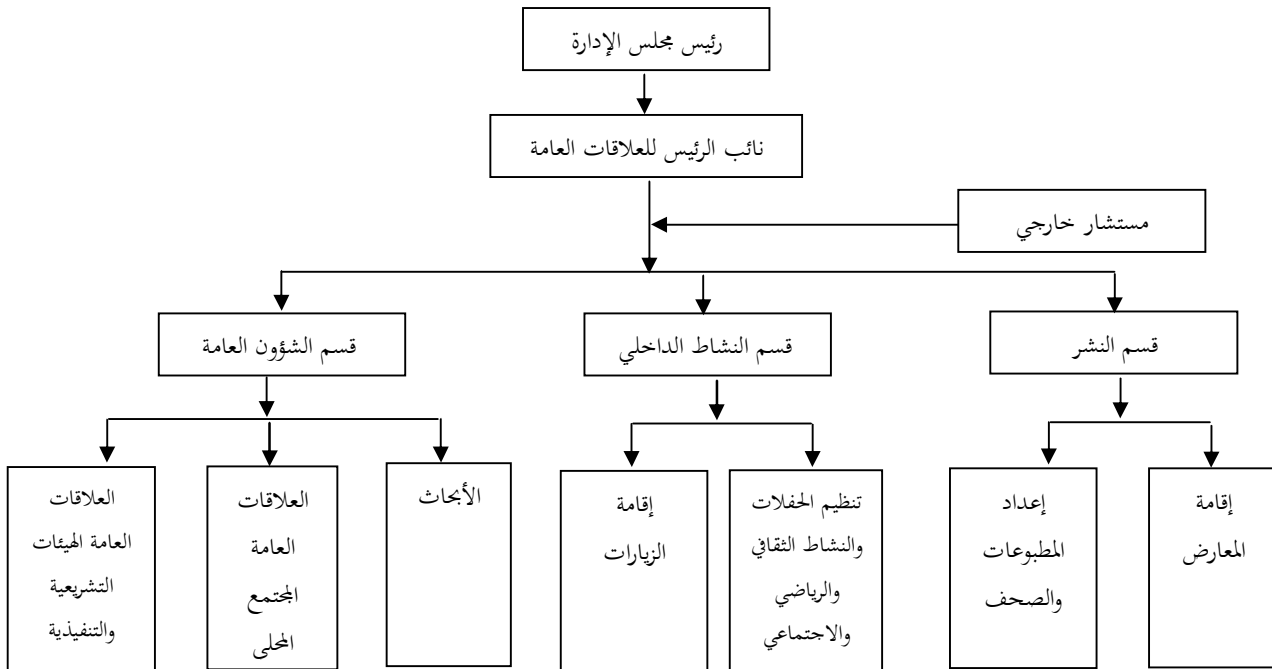 رئيس مجلس الإدارة
نائب الرئيس للعلاقات العامة
مستشار خارجي
قسم النشر
قسم النشاط الداخلي
قسم الشؤون العامة
إقامة
المعارض
إعداد
المطبوعات
والصحف
تنظيم الحفلات
والنشاط الثقافي
والرياضي
والاجتماعي
إقامة
الزيارات
الأبحاث
العلاقات
العامة
المجتمع
المحلى
العلاقات
العامة الهيئات
التشريعية
والتنفيذية